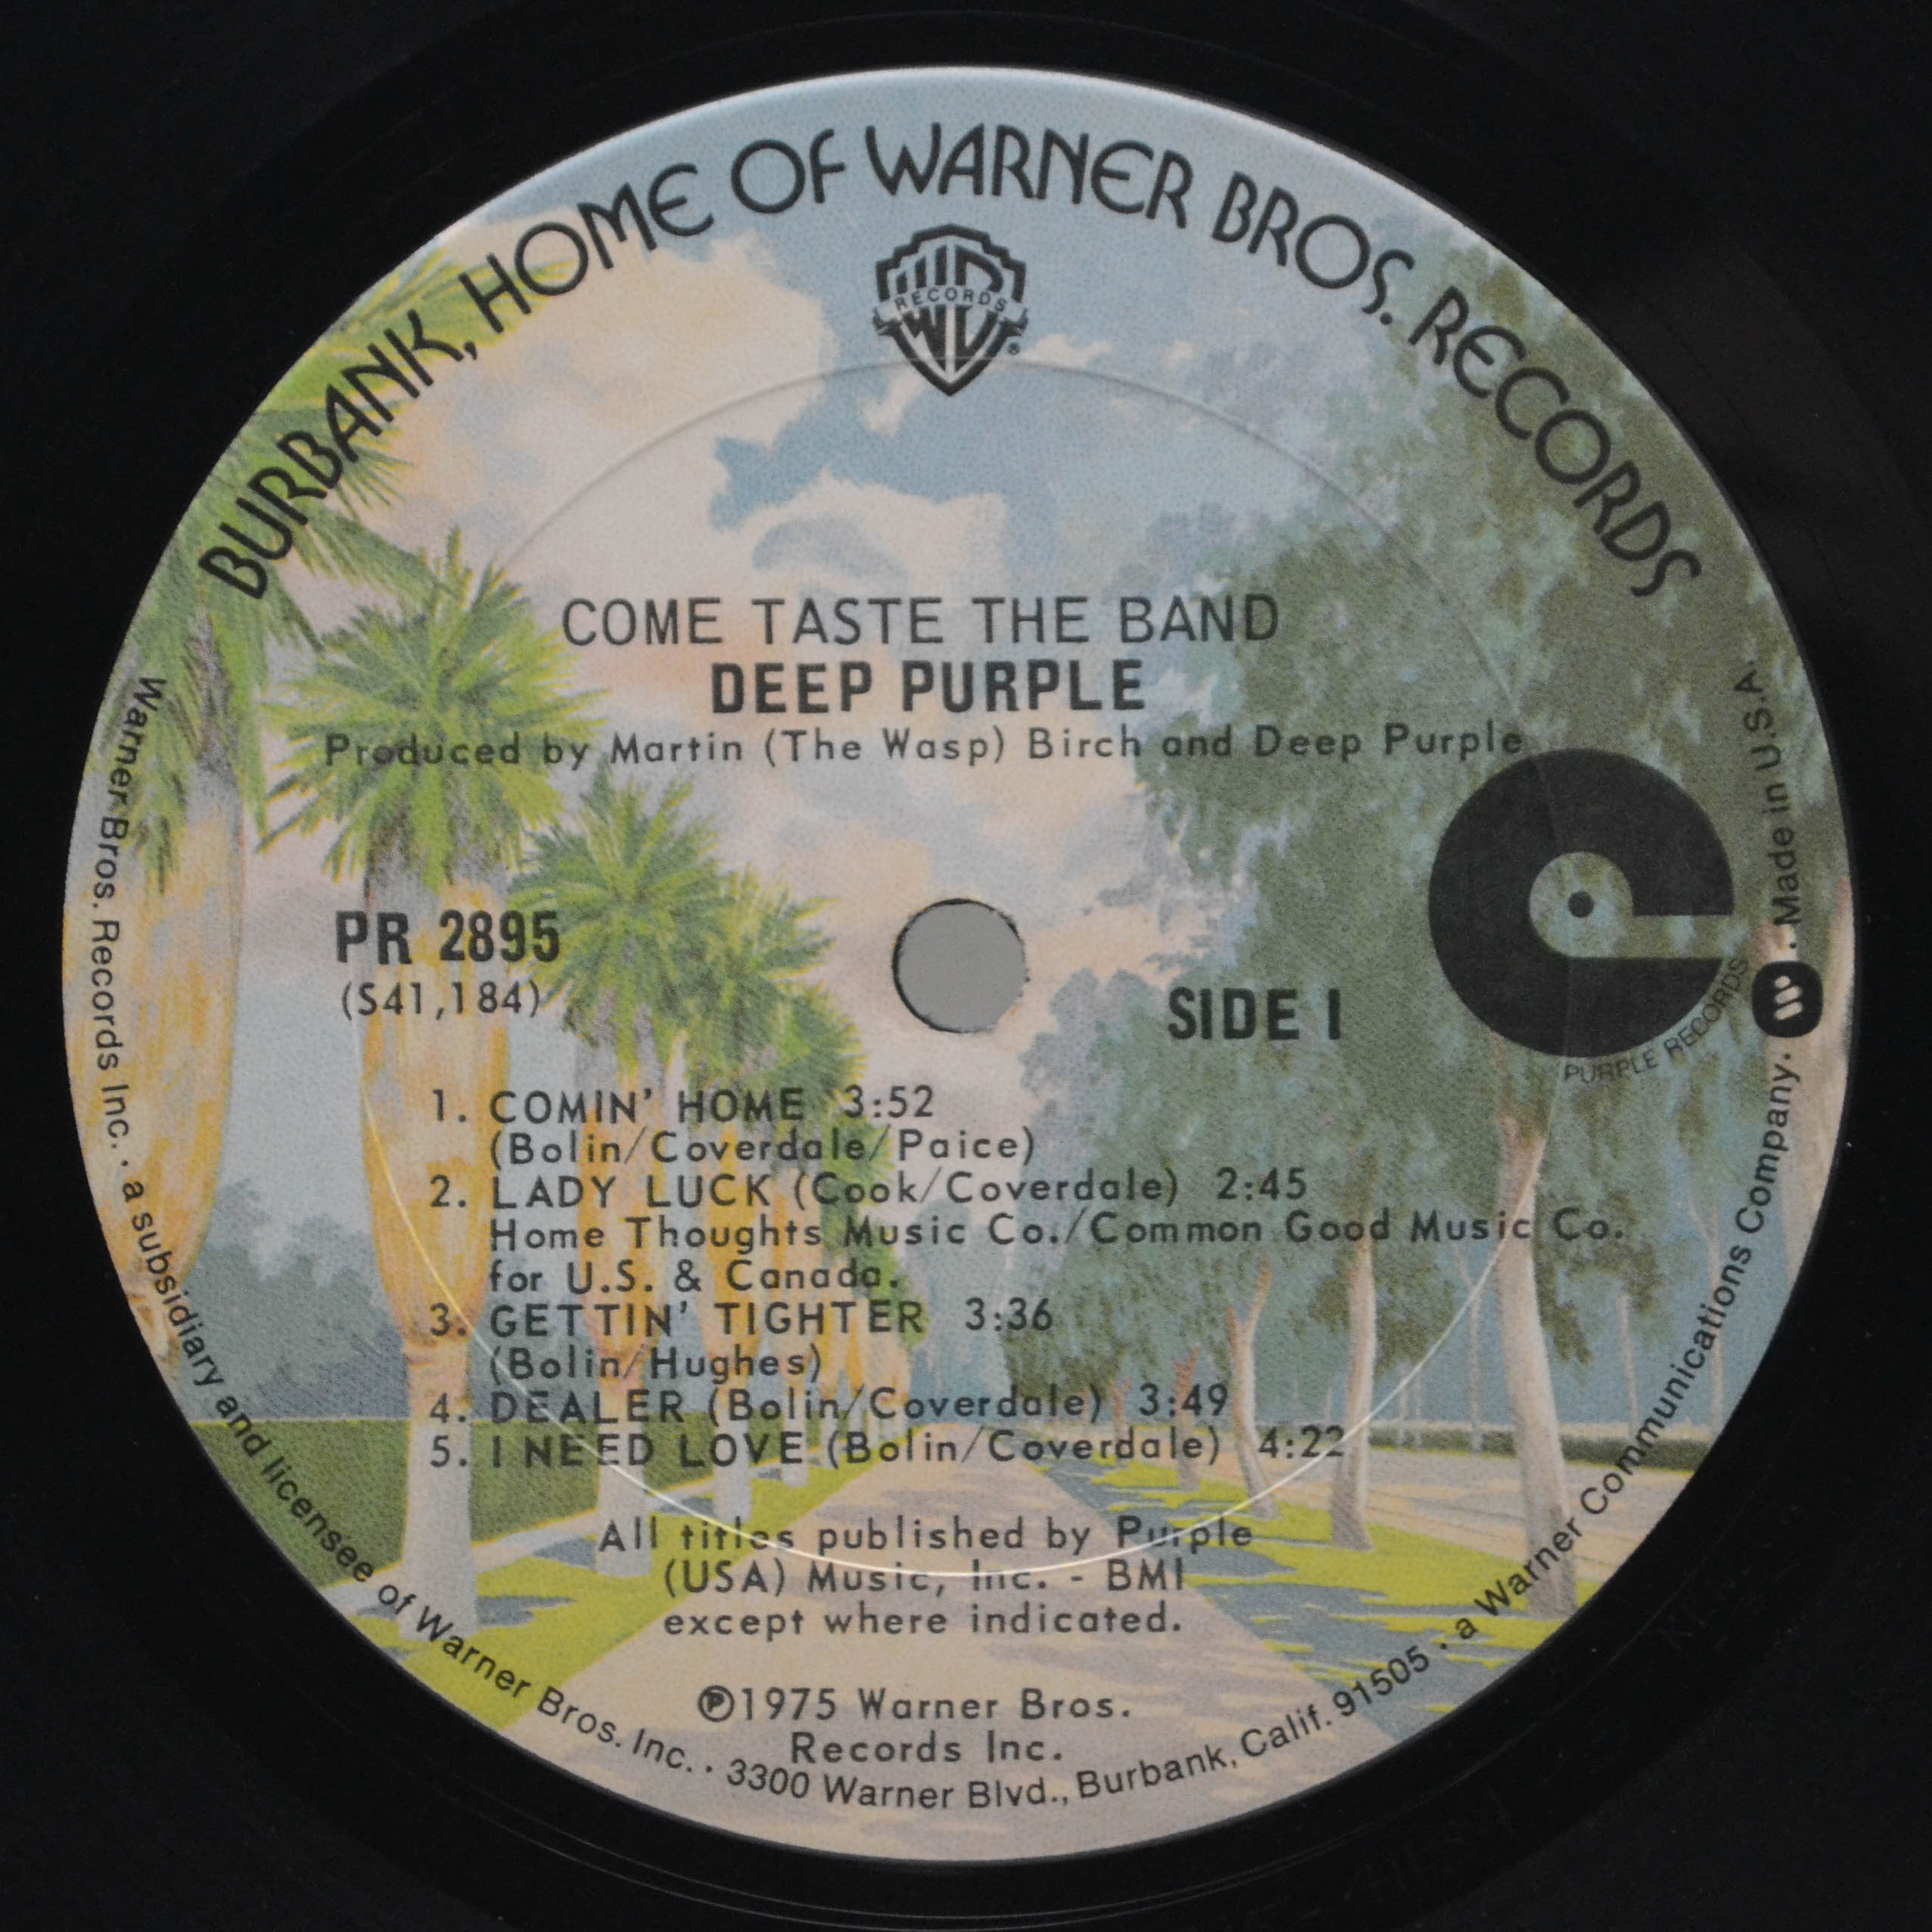 BURBANK, HOME OF WARNER BROS. RECORDS
WB
RECORDS
®
COME TASTE THE BAND
DEEP PURPLE
Produced by Martin (The Wasp) Birch and Deep Purple
PR 2895
(S41,184)
SIDE I
PURPLE RECORDS
1. COMIN' HOME 3:52
(Bolin/Coverdale/Paice)
2. LADY LUCK (Cook/Coverdale) 2:45
Home Thoughts Music Co./Common Good Music Co.
for U.S. & Canada.
3. GETTIN' TIGHTER 3:36
(Bolin/Hughes)
4. DEALER (Bolin/Coverdale) 3:49
5. I NEED LOVE (Bolin/Coverdale) 4:22
All titles published by Purple
(USA) Music, Inc. - BMI
except where indicated.
℗1975 Warner Bros.
Records Inc.
Warner Bros. Records Inc. · a subsidiary and licensee of Warner Bros. Inc. · 3300 Warner Blvd., Burbank, Calif. 91505 · a Warner Communications Company. · Made in U.S.A.